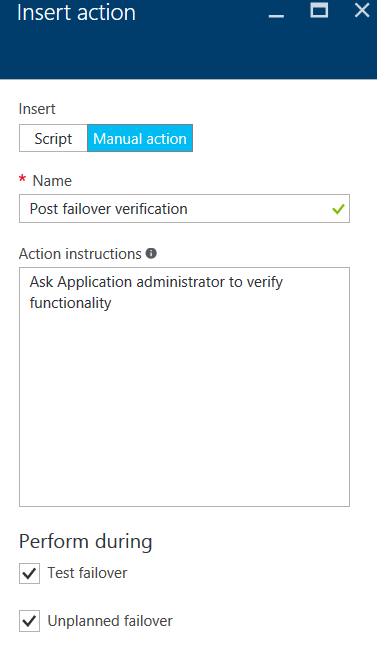 Insert action
Insert
Script
Manual action
* Name
Post failover verification
Action instructions
Ask Application administrator to verify
functionality
Perform during
Test failover
Unplanned failover